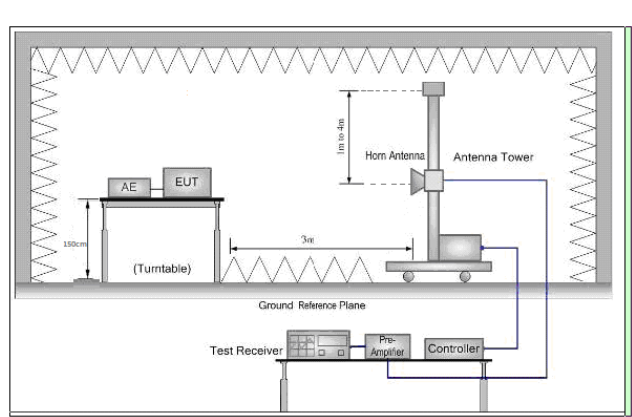 1m to 4m
Horn Antenna
Antenna Tower
AE
EUT
150cm
3m
(Turntable)
Ground Reference Plane
Test Receiver
Pre-
Amplifier
Controller